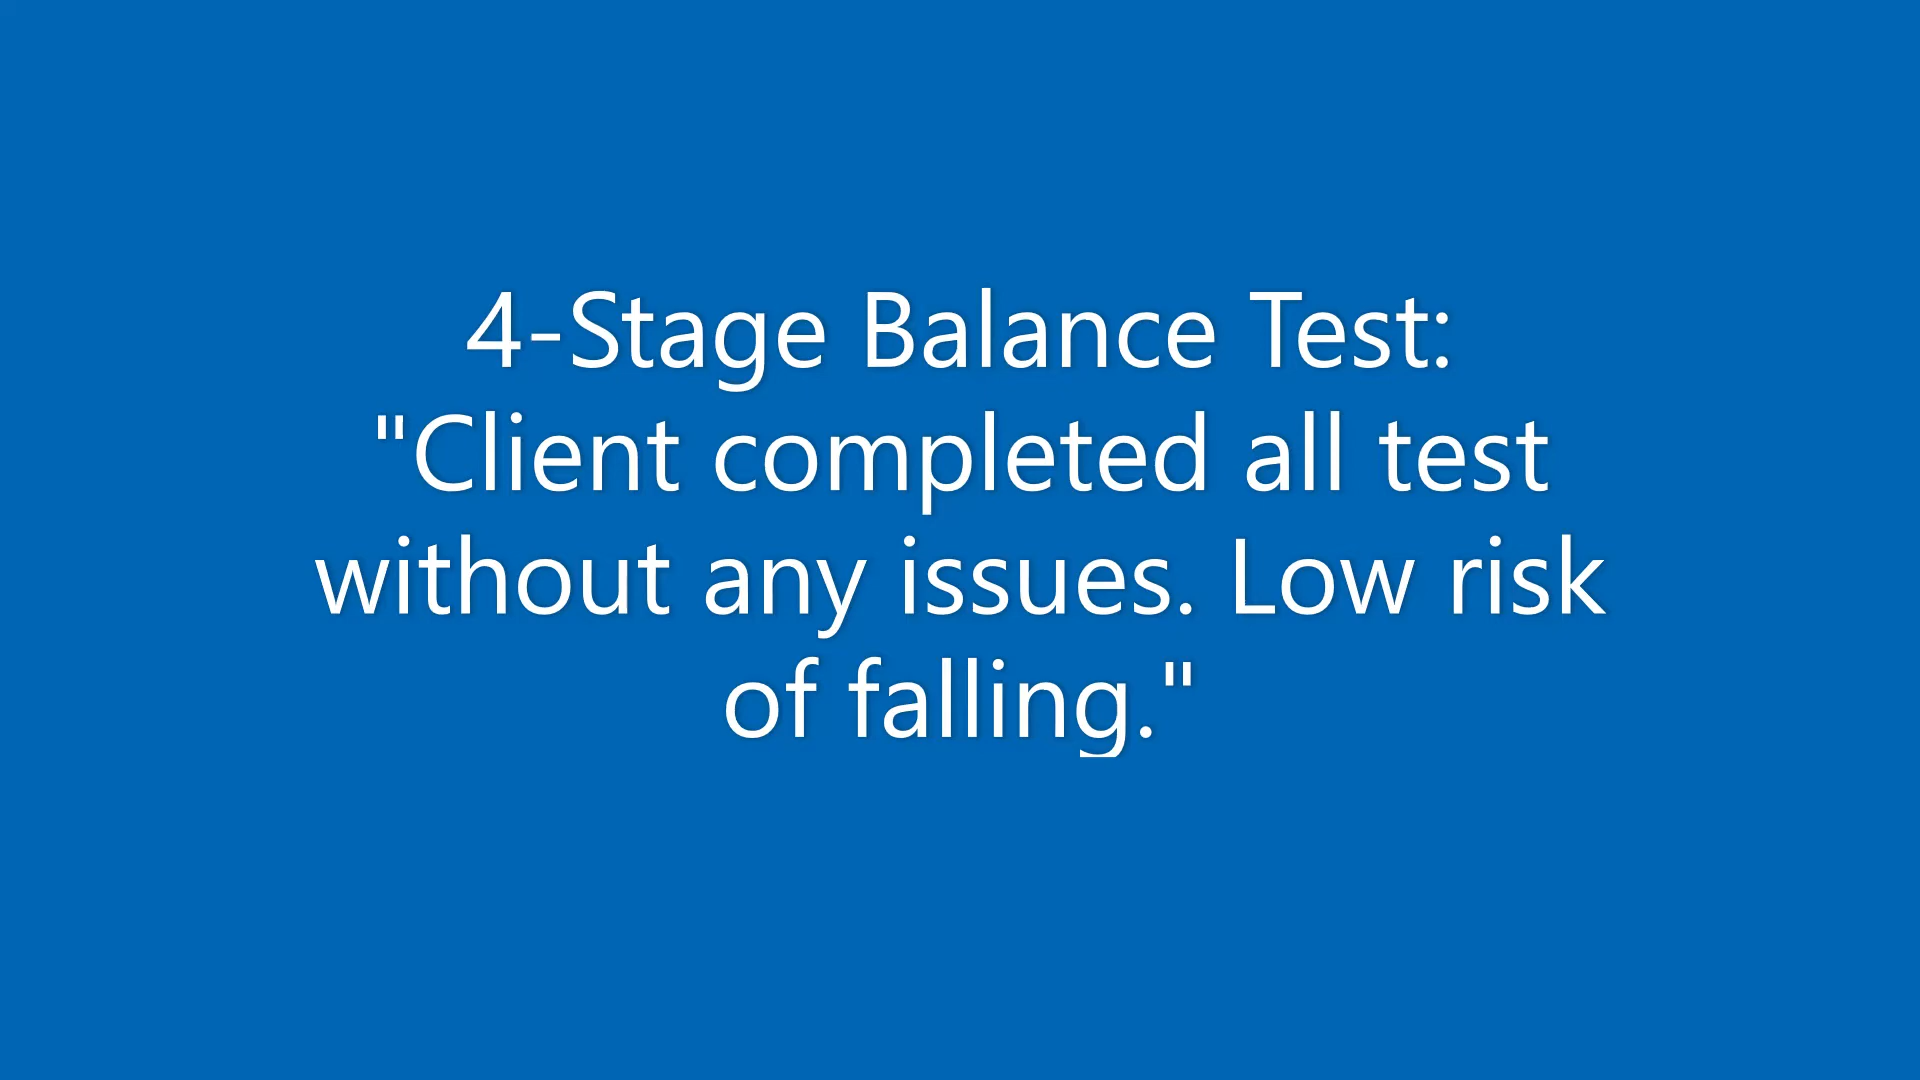 4-Stage Balance Test:
"Client completed all test
without any issues. Low risk
of falling."